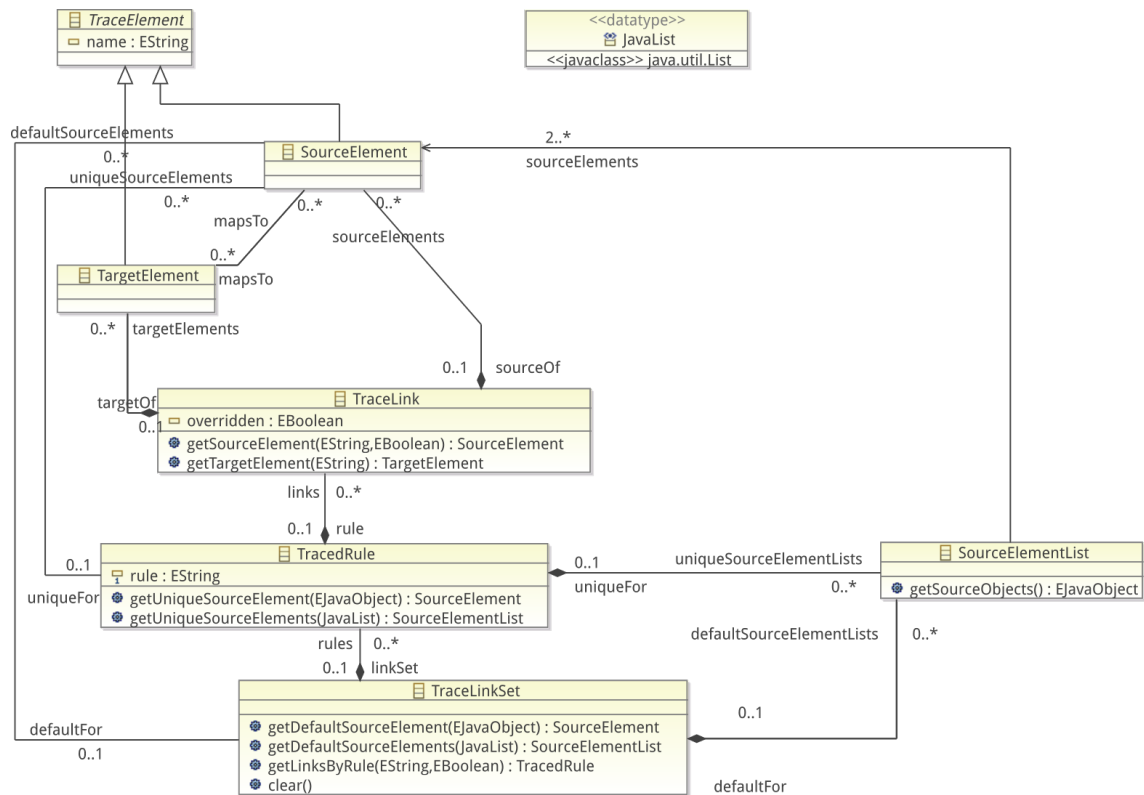 TraceElement
name : EString
<<datatype>>
JavaList
<<javaclass>> java.util.List
defaultSourceElements
0..*
uniqueSourceElements
0..*
SourceElement
2..*
sourceElements
0..*
mapsTo
0..*
mapsTo
0..*
sourceElements
TargetElement
0..*
targetElements
0..1
sourceOf
targetOf
0..1
TraceLink
overridden : EBoolean
getSourceElement(EString,EBoolean) : SourceElement
getTargetElement(EString) : TargetElement
links
0..*
0..1
rule
TracedRule
1
rule : EString
getUniqueSourceElement(EJavaObject) : SourceElement
getUniqueSourceElements(JavaList) : SourceElementList
0..1
uniqueFor
0..1
uniqueFor
uniqueSourceElementLists
0..*
SourceElementList
getSourceObjects() : EJavaObject
defaultSourceElementLists
0..*
rules
0..*
0..1
linkSet
TraceLinkSet
getDefaultSourceElement(EJavaObject) : SourceElement
getDefaultSourceElements(JavaList) : SourceElementList
getLinksByRule(EString,EBoolean) : TracedRule
clear()
defaultFor
0..1
0..1
defaultFor